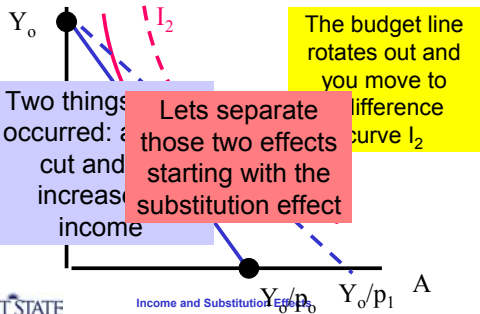 Yₒ
I₂
The budget line
rotates out and
you move to
difference
curve I₂
Two things
occurred: a
cut and
increase
income
Lets separate
those two effects
starting with the
substitution effect
Yₒ/pₒ
Yₒ/p₁
A
T STATE
Income and Substitution Effects